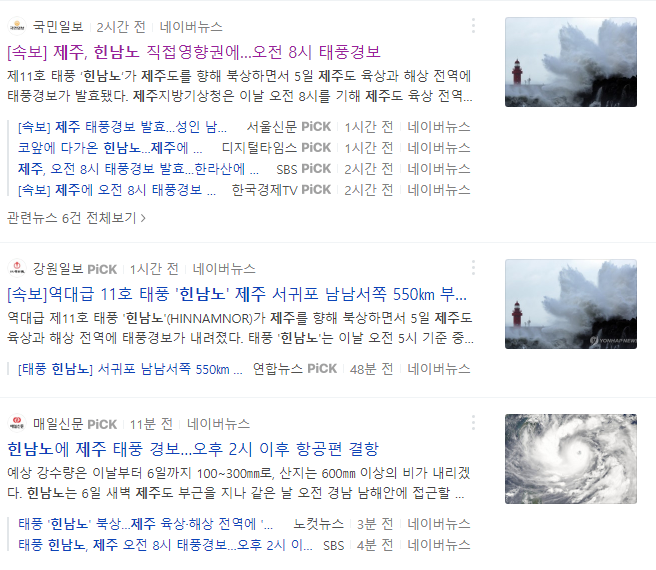 국민일보 2시간 전 네이버뉴스
[속보] 제주, 힌남노 직접영향권에...오전 8시 태풍경보
제11호 태풍 '힌남노'가 제주도를 향해 북상하면서 5일 제주도 육상과 해상 전역에
태풍경보가 발효됐다. 제주지방기상청은 이날 오전 8시를 기해 제주도 육상 전역...
[속보] 제주 태풍경보 발효...성인 남... 서울신문 PiCK 1시간 전 네이버뉴스
코앞에 다가온 힌남노...제주에 ... 디지털타임스 PiCK 1시간 전 네이버뉴스
제주, 오전 8시 태풍경보 발효...한라산에 ... SBS PiCK 2시간 전 네이버뉴스
[속보] 제주에 오전 8시 태풍경보 ... 한국경제TV PiCK 2시간 전 네이버뉴스
관련뉴스 6건 전체보기 >
강원일보 PiCK 1시간 전 네이버뉴스
[속보]역대급 11호 태풍 '힌남노' 제주 서귀포 남남서쪽 550㎞ 부...
역대급 제11호 태풍 '힌남노'(HINNAMNOR)가 제주를 향해 북상하면서 5일 제주도
육상과 해상 전역에 태풍경보가 내려졌다. 태풍 '힌남노'는 이날 오전 5시 기준 중...
YONHAP NEWS
[태풍 힌남노] 서귀포 남남서쪽 550㎞ ... 연합뉴스 PiCK 48분 전 네이버뉴스
매일신문 PiCK 11분 전 네이버뉴스
힌남노에 제주 태풍 경보...오후 2시 이후 항공편 결항
예상 강수량은 이날부터 6일까지 100~300㎜로, 산지는 600㎜ 이상의 비가 내리겠
다. 힌남노는 6일 새벽 제주도 부근을 지나 같은 날 오전 경남 남해안에 접근할 ...
태풍 '힌남노' 북상...제주 육상·해상 전역에 '... 노컷뉴스 3분 전 네이버뉴스
태풍 힌남노, 제주 오전 8시 태풍경보...오후 2시 이... SBS 4분 전 네이버뉴스